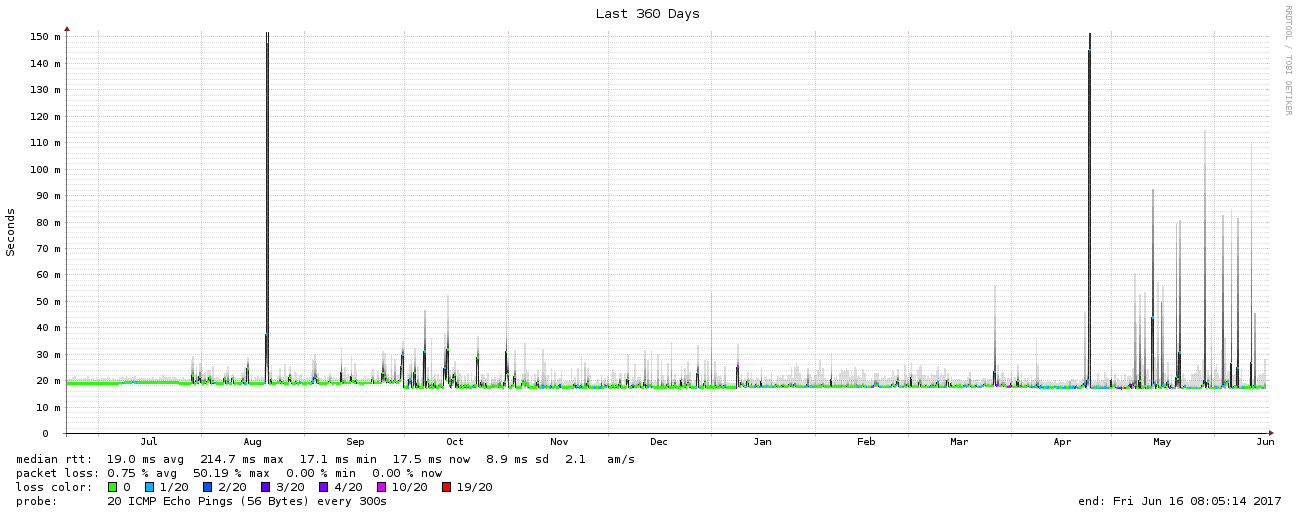 Last 360 Days
RRDTOOL / TOBI OETIKER
Seconds
150 m
140 m
130 m
120 m
110 m
100 m
90 m
80 m
70 m
60 m
50 m
40 m
30 m
20 m
10 m
0
Jul Aug Sep Oct Nov Dec Jan Feb Mar Apr May Jun
median rtt: 19.0 ms avg 214.7 ms max 17.1 ms min 17.5 ms now 8.9 ms sd 2.1 am/s
packet loss: 0.75 % avg 50.19 % max 0.00 % min 0.00 % now
loss color: 0 1/20 2/20 3/20 4/20 10/20 19/20
probe: 20 ICMP Echo Pings (56 Bytes) every 300s end: Fri Jun 16 08:05:14 2017